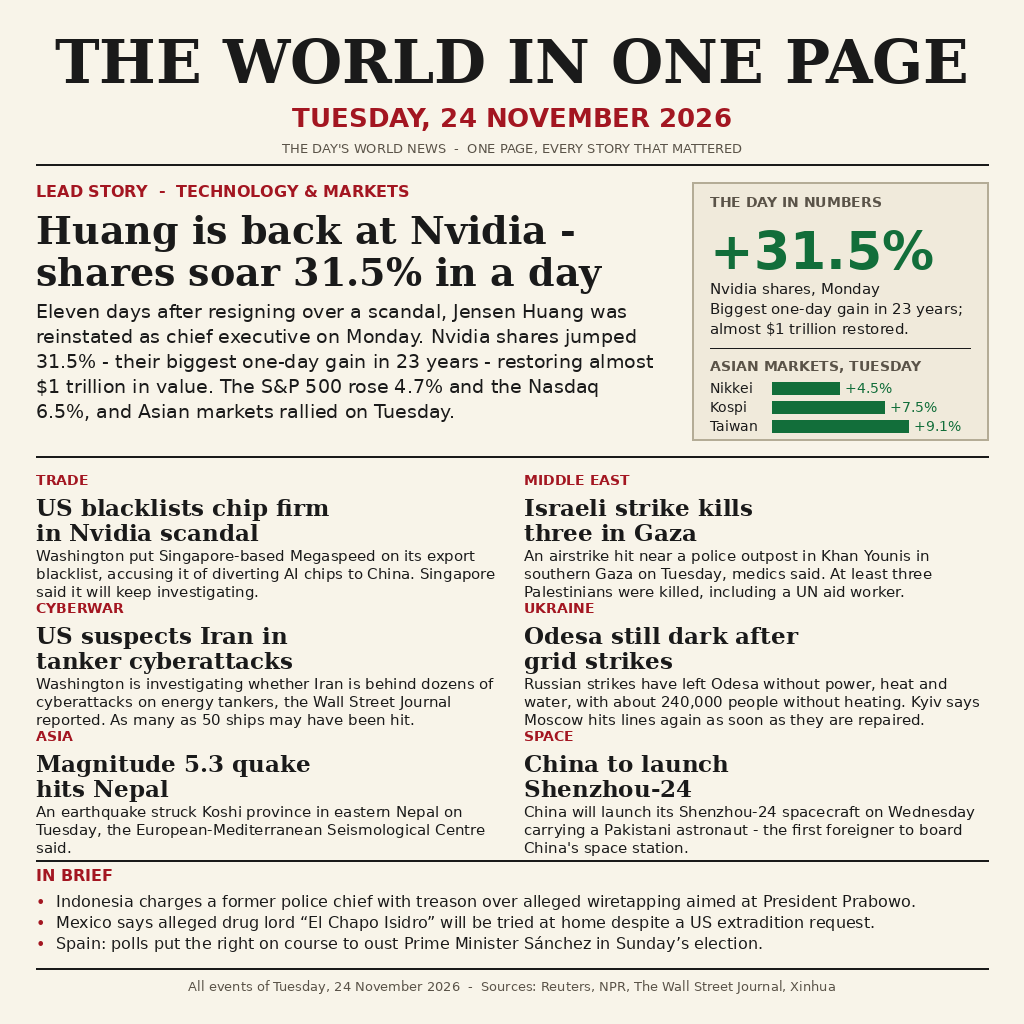 THE WORLD IN ONE PAGE
TUESDAY, 24 NOVEMBER 2026
THE DAY'S WORLD NEWS - ONE PAGE, EVERY STORY THAT MATTERED
LEAD STORY - TECHNOLOGY & MARKETS
Huang is back at Nvidia -
shares soar 31.5% in a day
Eleven days after resigning over a scandal, Jensen Huang was
reinstated as chief executive on Monday. Nvidia shares jumped
31.5% - their biggest one-day gain in 23 years - restoring almost
$1 trillion in value. The S&P 500 rose 4.7% and the Nasdaq
6.5%, and Asian markets rallied on Tuesday.
THE DAY IN NUMBERS
+31.5%
Nvidia shares, Monday
Biggest one-day gain in 23 years;
almost $1 trillion restored.
ASIAN MARKETS, TUESDAY
Nikkei +4.5%
Kospi +7.5%
Taiwan +9.1%
TRADE
US blacklists chip firm
in Nvidia scandal
Washington put Singapore-based Megaspeed on its export
blacklist, accusing it of diverting AI chips to China. Singapore
said it will keep investigating.
MIDDLE EAST
Israeli strike kills
three in Gaza
An airstrike hit near a police outpost in Khan Younis in
southern Gaza on Tuesday, medics said. At least three
Palestinians were killed, including a UN aid worker.
CYBERWAR
US suspects Iran in
tanker cyberattacks
Washington is investigating whether Iran is behind dozens of
cyberattacks on energy tankers, the Wall Street Journal
reported. As many as 50 ships may have been hit.
UKRAINE
Odesa still dark after
grid strikes
Russian strikes have left Odesa without power, heat and
water, with about 240,000 people without heating. Kyiv says
Moscow hits lines again as soon as they are repaired.
ASIA
Magnitude 5.3 quake
hits Nepal
An earthquake struck Koshi province in eastern Nepal on
Tuesday, the European-Mediterranean Seismological Centre
said.
SPACE
China to launch
Shenzhou-24
China will launch its Shenzhou-24 spacecraft on Wednesday
carrying a Pakistani astronaut - the first foreigner to board
China's space station.
IN BRIEF
• Indonesia charges a former police chief with treason over alleged wiretapping aimed at President Prabowo.
• Mexico says alleged drug lord “El Chapo Isidro” will be tried at home despite a US extradition request.
• Spain: polls put the right on course to oust Prime Minister Sánchez in Sunday’s election.
All events of Tuesday, 24 November 2026 - Sources: Reuters, NPR, The Wall Street Journal, Xinhua